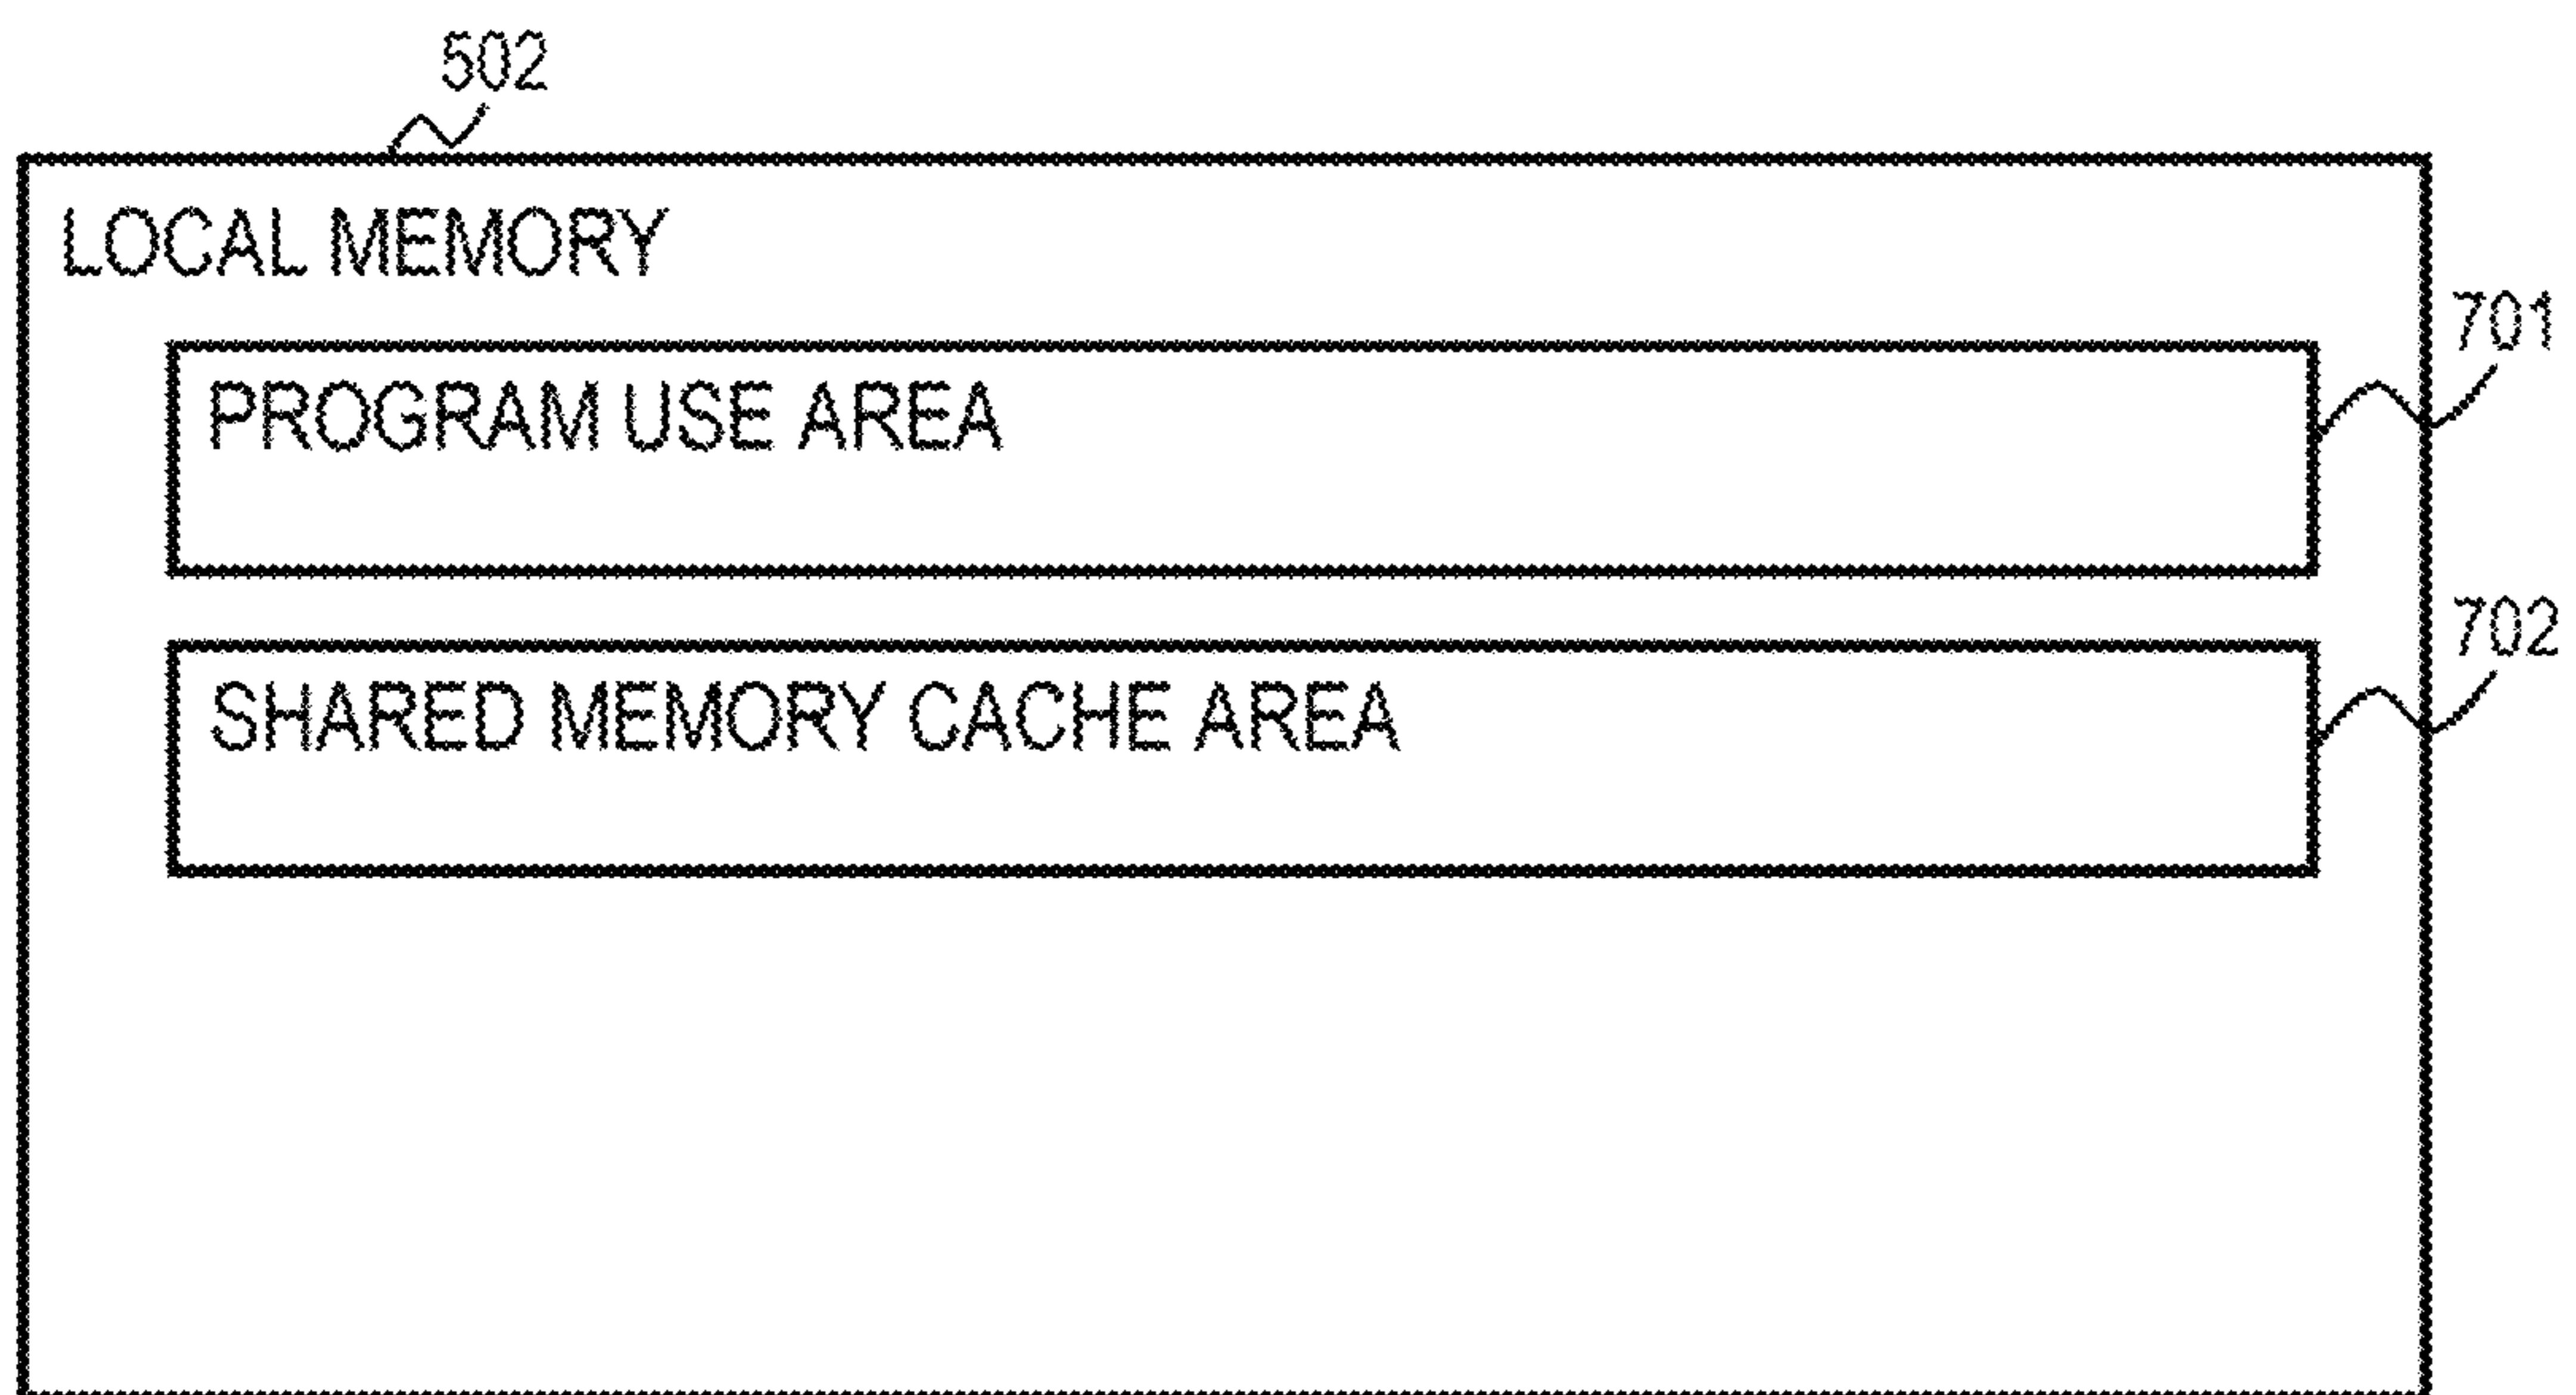 502
LOCAL MEMORY
701
PROGRAM USE AREA
702
SHARED MEMORY CACHE AREA